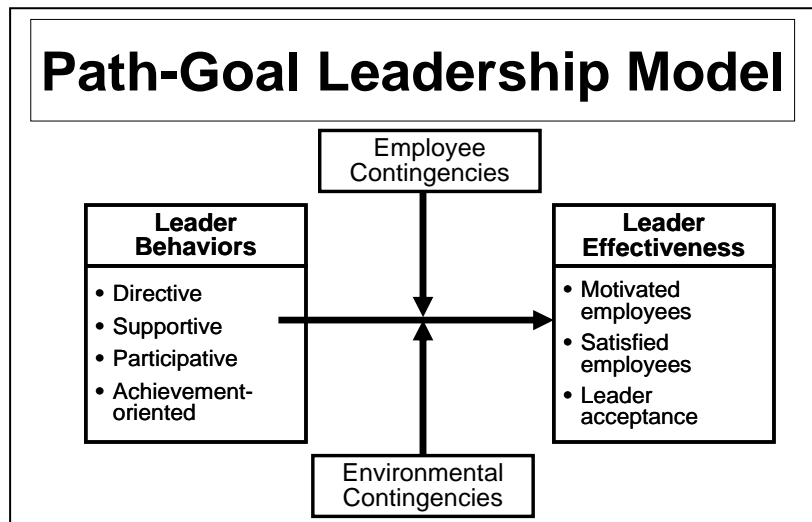 Path-Goal Leadership Model
Employee
Contingencies
Leader
Behaviors
• Directive
• Supportive
• Participative
• Achievement-
oriented
Leader
Effectiveness
• Motivated
employees
• Satisfied
employees
• Leader
acceptance
Environmental
Contingencies